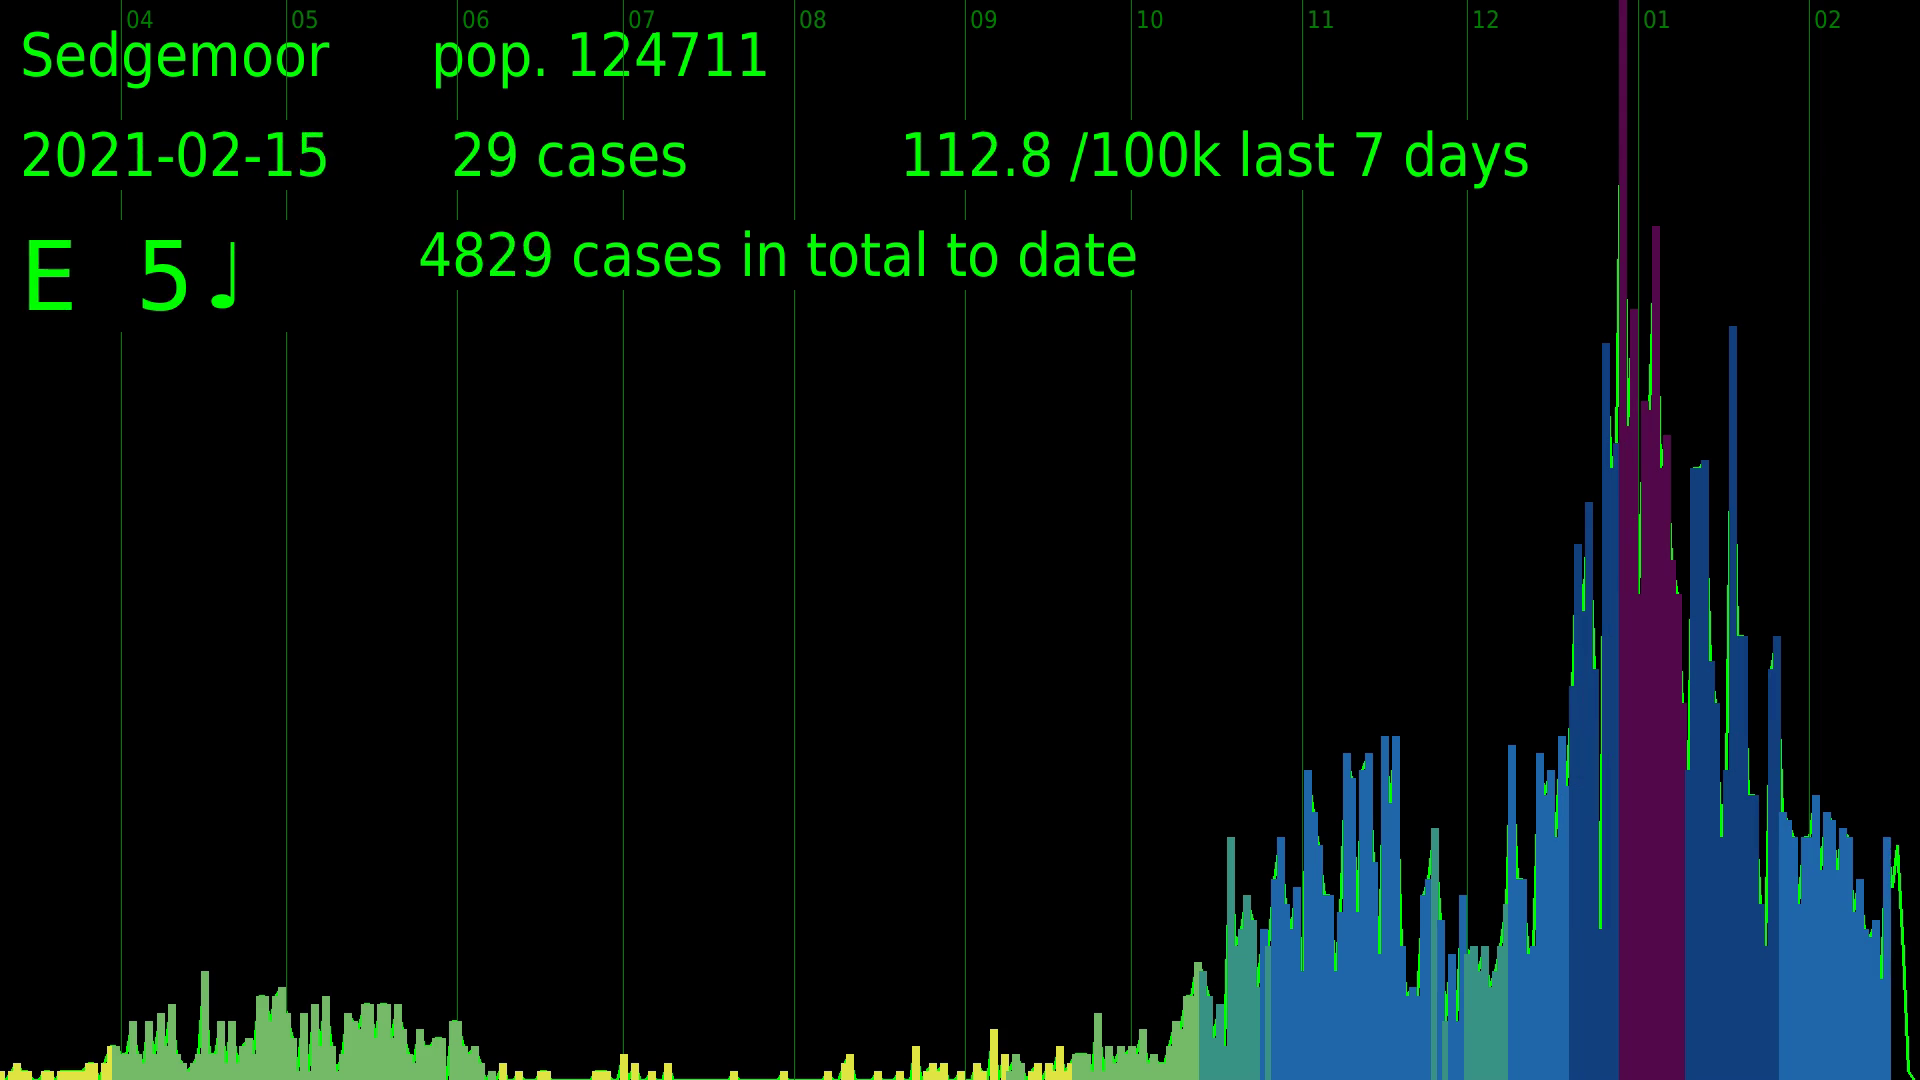 04 05 06 07 08 09 10 11 12 01 02
Sedgemoor pop. 124711
2021-02-15 29 cases 112.8 /100k last 7 days
E 5♩ 4829 cases in total to date